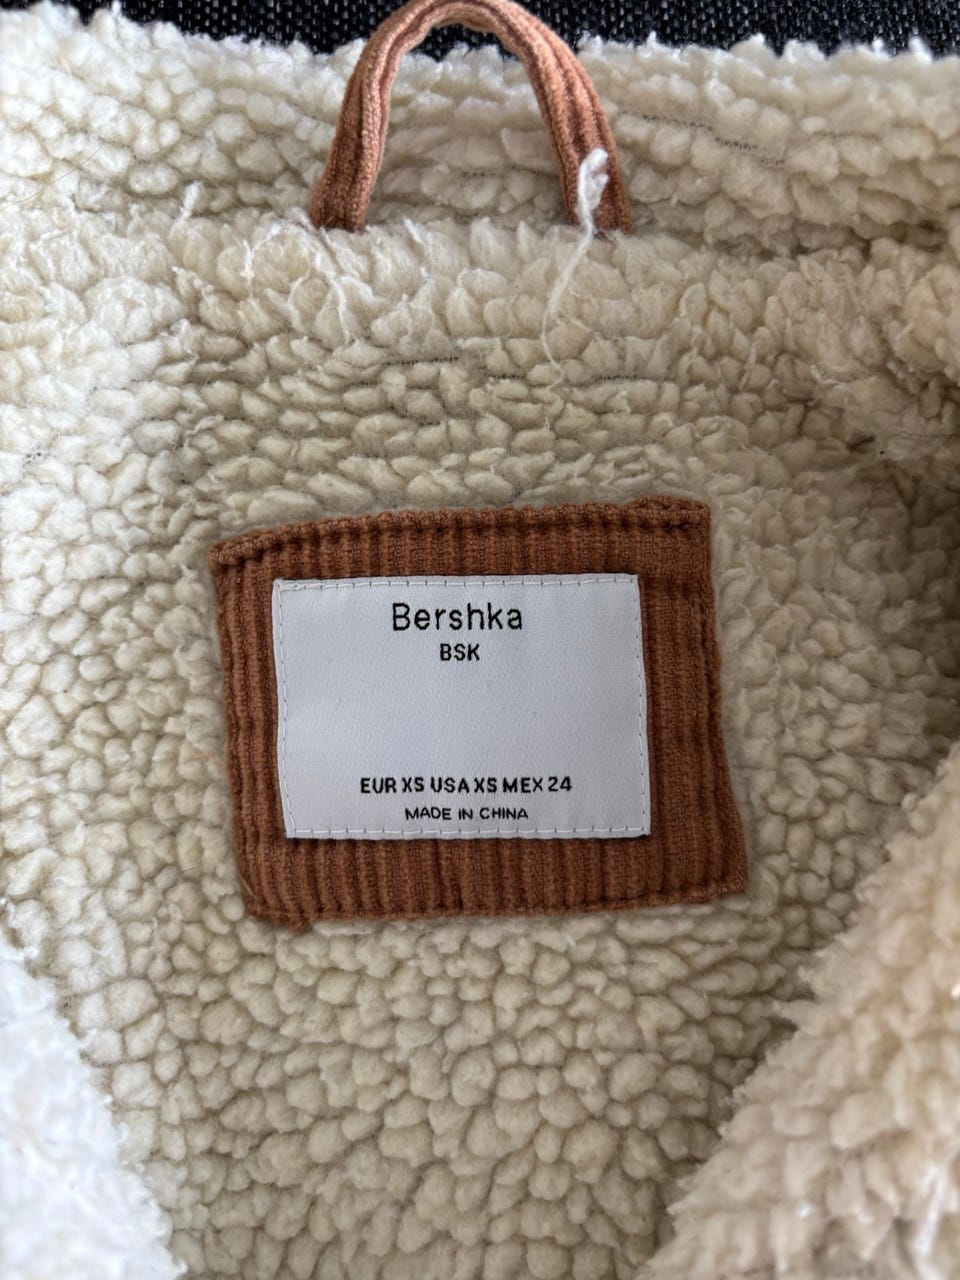 Bershka
BSK
EUR XS USA XS MEX 24
MADE IN CHINA